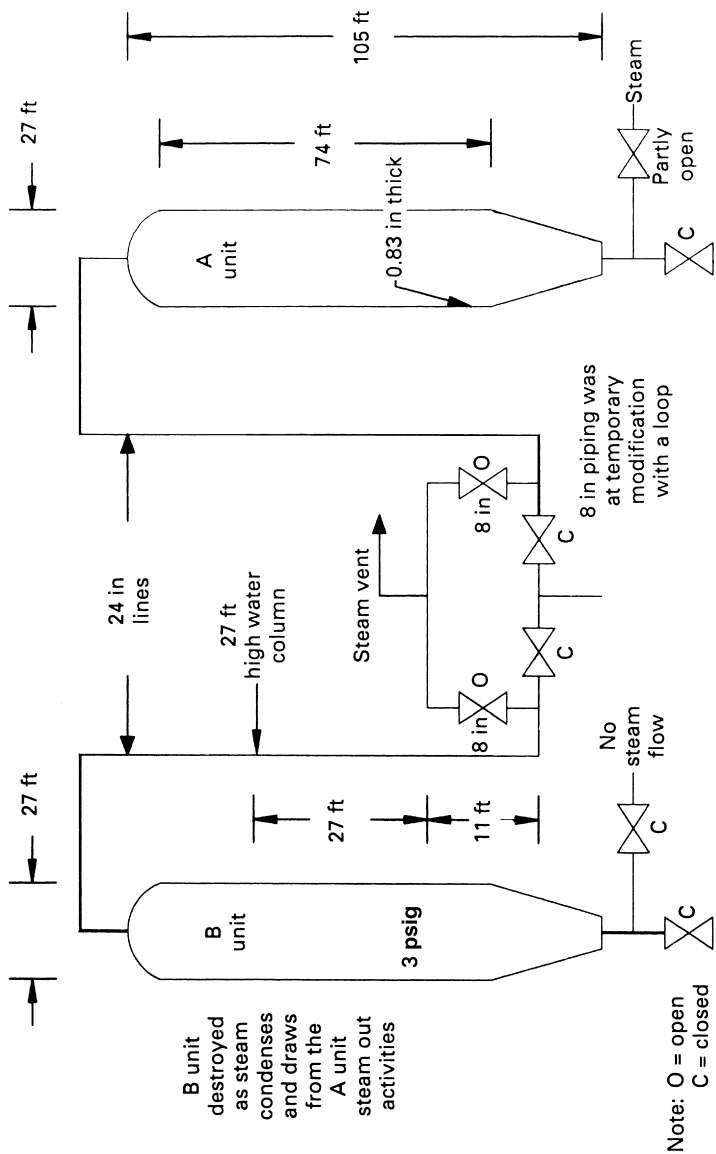 27 ft
27 ft
B
unit
3 psig
B unit
destroyed
as steam
condenses
and draws
from the
A unit
steam out
activities
27 ft
11 ft
24 in
lines
27 ft
high water
column
Steam vent
8 in
O
8 in
O
C
C
8 in piping was
at temporary
modification
with a loop
A
unit
0.83 in thick
74 ft
105 ft
No
steam
flow
C
C
Steam
Partly
open
C
Note: O = open
C = closed